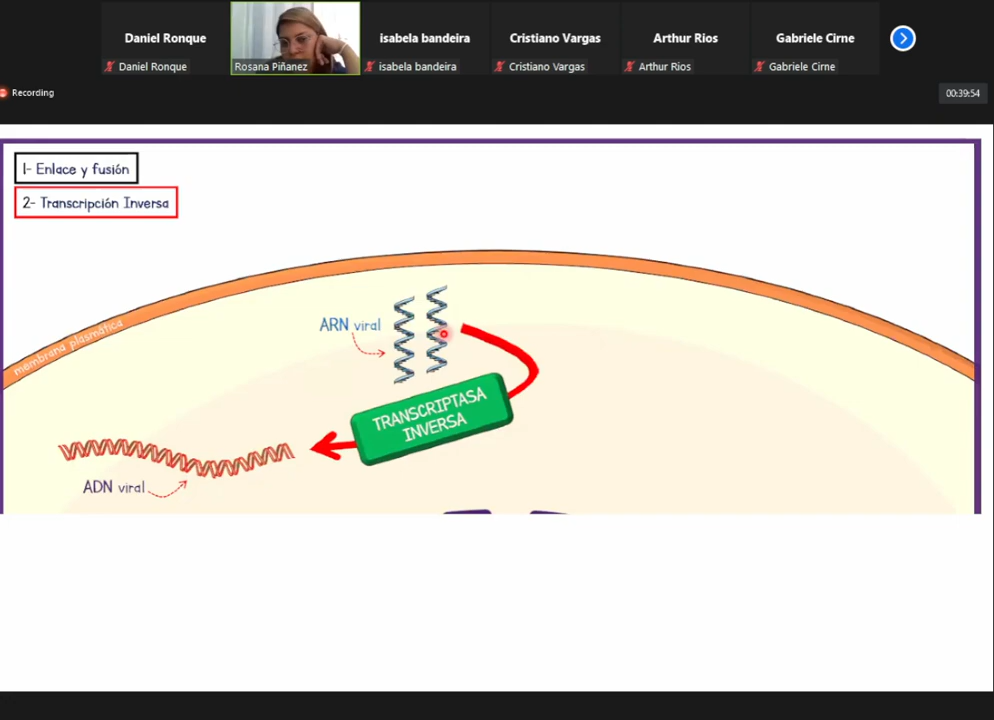 Daniel Ronque
isabela bandeira
Cristiano Vargas
Arthur Rios
Gabriele Cirne
Daniel Ronque
Rosana Piñanez
isabela bandeira
Cristiano Vargas
Arthur Rios
Gabriele Cirne
Recording
00:39:54
1- Enlace y fusión
2- Transcripción Inversa
membrana plasmática
ARN viral
TRANSCRIPTASA
INVERSA
ADN viral